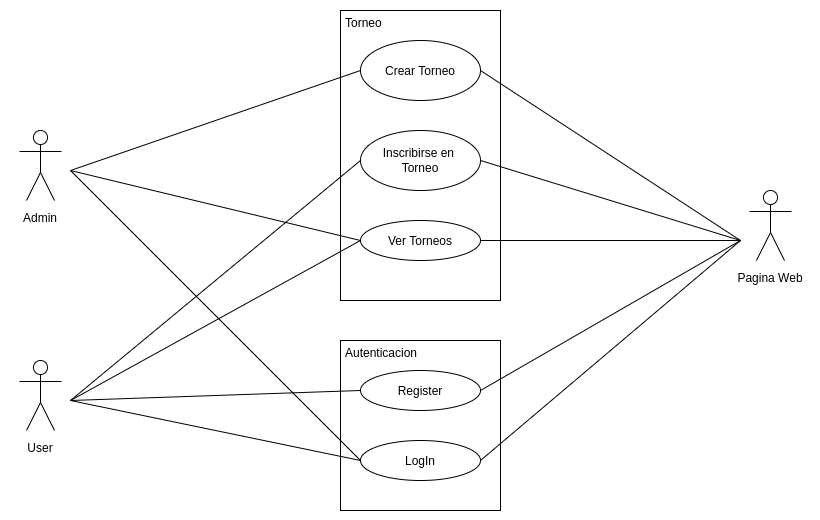 Torneo
Crear Torneo
Inscribirse en
Torneo
Ver Torneos
Admin
Pagina Web
Autenticacion
Register
LogIn
User